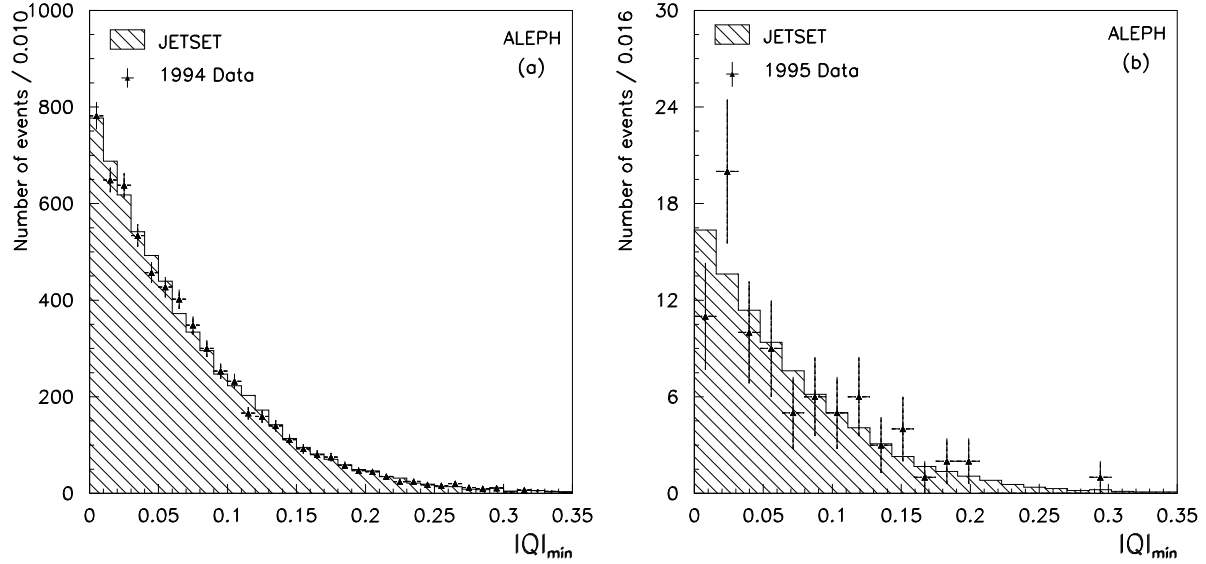 Number of events / 0.010
1000
800
600
400
200
0
JETSET
1994 Data
ALEPH
(a)
0 0.05 0.1 0.15 0.2 0.25 0.3 0.35
|Q|min
Number of events / 0.016
30
24
18
12
6
0
JETSET
1995 Data
ALEPH
(b)
0 0.05 0.1 0.15 0.2 0.25 0.3 0.35
|Q|min